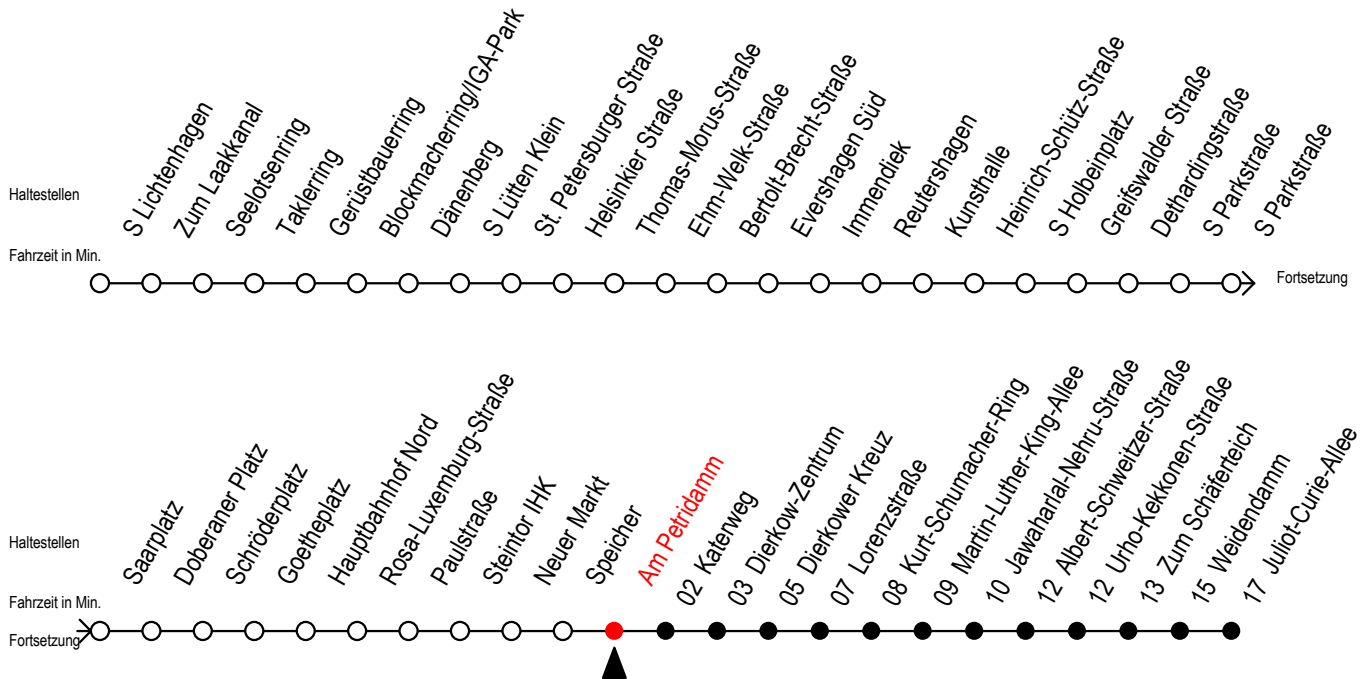 Haltestellen
S Lichtenhagen
Zum Laakkanal
Seelotsenring
Taklerring
Gerüstbauerring
Blockmacherring/IGA-Park
Dänenberg
S Lütten Klein
St. Petersburger Straße
Helsinkier Straße
Thomas-Morus-Straße
Ehm-Welk-Straße
Bertolt-Brecht-Straße
Evershagen Süd
Immendiek
Reutershagen
Kunsthalle
Heinrich-Schütz-Straße
S Holbeinplatz
Greifswalder Straße
Dethardingstraße
S Parkstraße
S Parkstraße
Fahrzeit in Min.
Fortsetzung
Haltestellen
Saarplatz
Doberaner Platz
Schröderplatz
Goetheplatz
Hauptbahnhof Nord
Rosa-Luxemburg-Straße
Paulstraße
Steintor IHK
Neuer Markt
Speicher
Am Petridamm
02 Katenweg
03 Dierkow-Zentrum
05 Dierkower Kreuz
07 Lorenzstraße
08 Kurt-Schumacher-Ring
09 Martin-Luther-King-Allee
10 Jawaharlal-Nehru-Straße
12 Albert-Schweitzer-Straße
12 Urho-Kekkonen-Straße
13 Zum Schäferteich
15 Weidendamm
17 Juliot-Curie-Allee
Fahrzeit in Min.
Fortsetzung